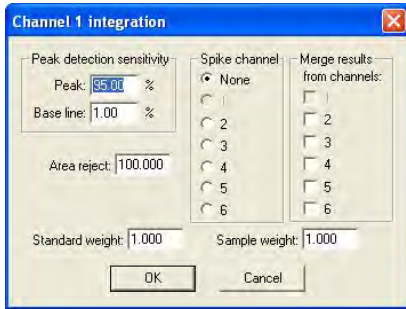 Channel 1 integration
Peak detection sensitivity
Peak: 95.00 %
Base line: 1.00 %
Area reject: 100.000
Spike channel
None
1
2
3
4
5
6
Merge results
from channels:
1
2
3
4
5
6
Standard weight: 1.000
Sample weight: 1.000
OK
Cancel